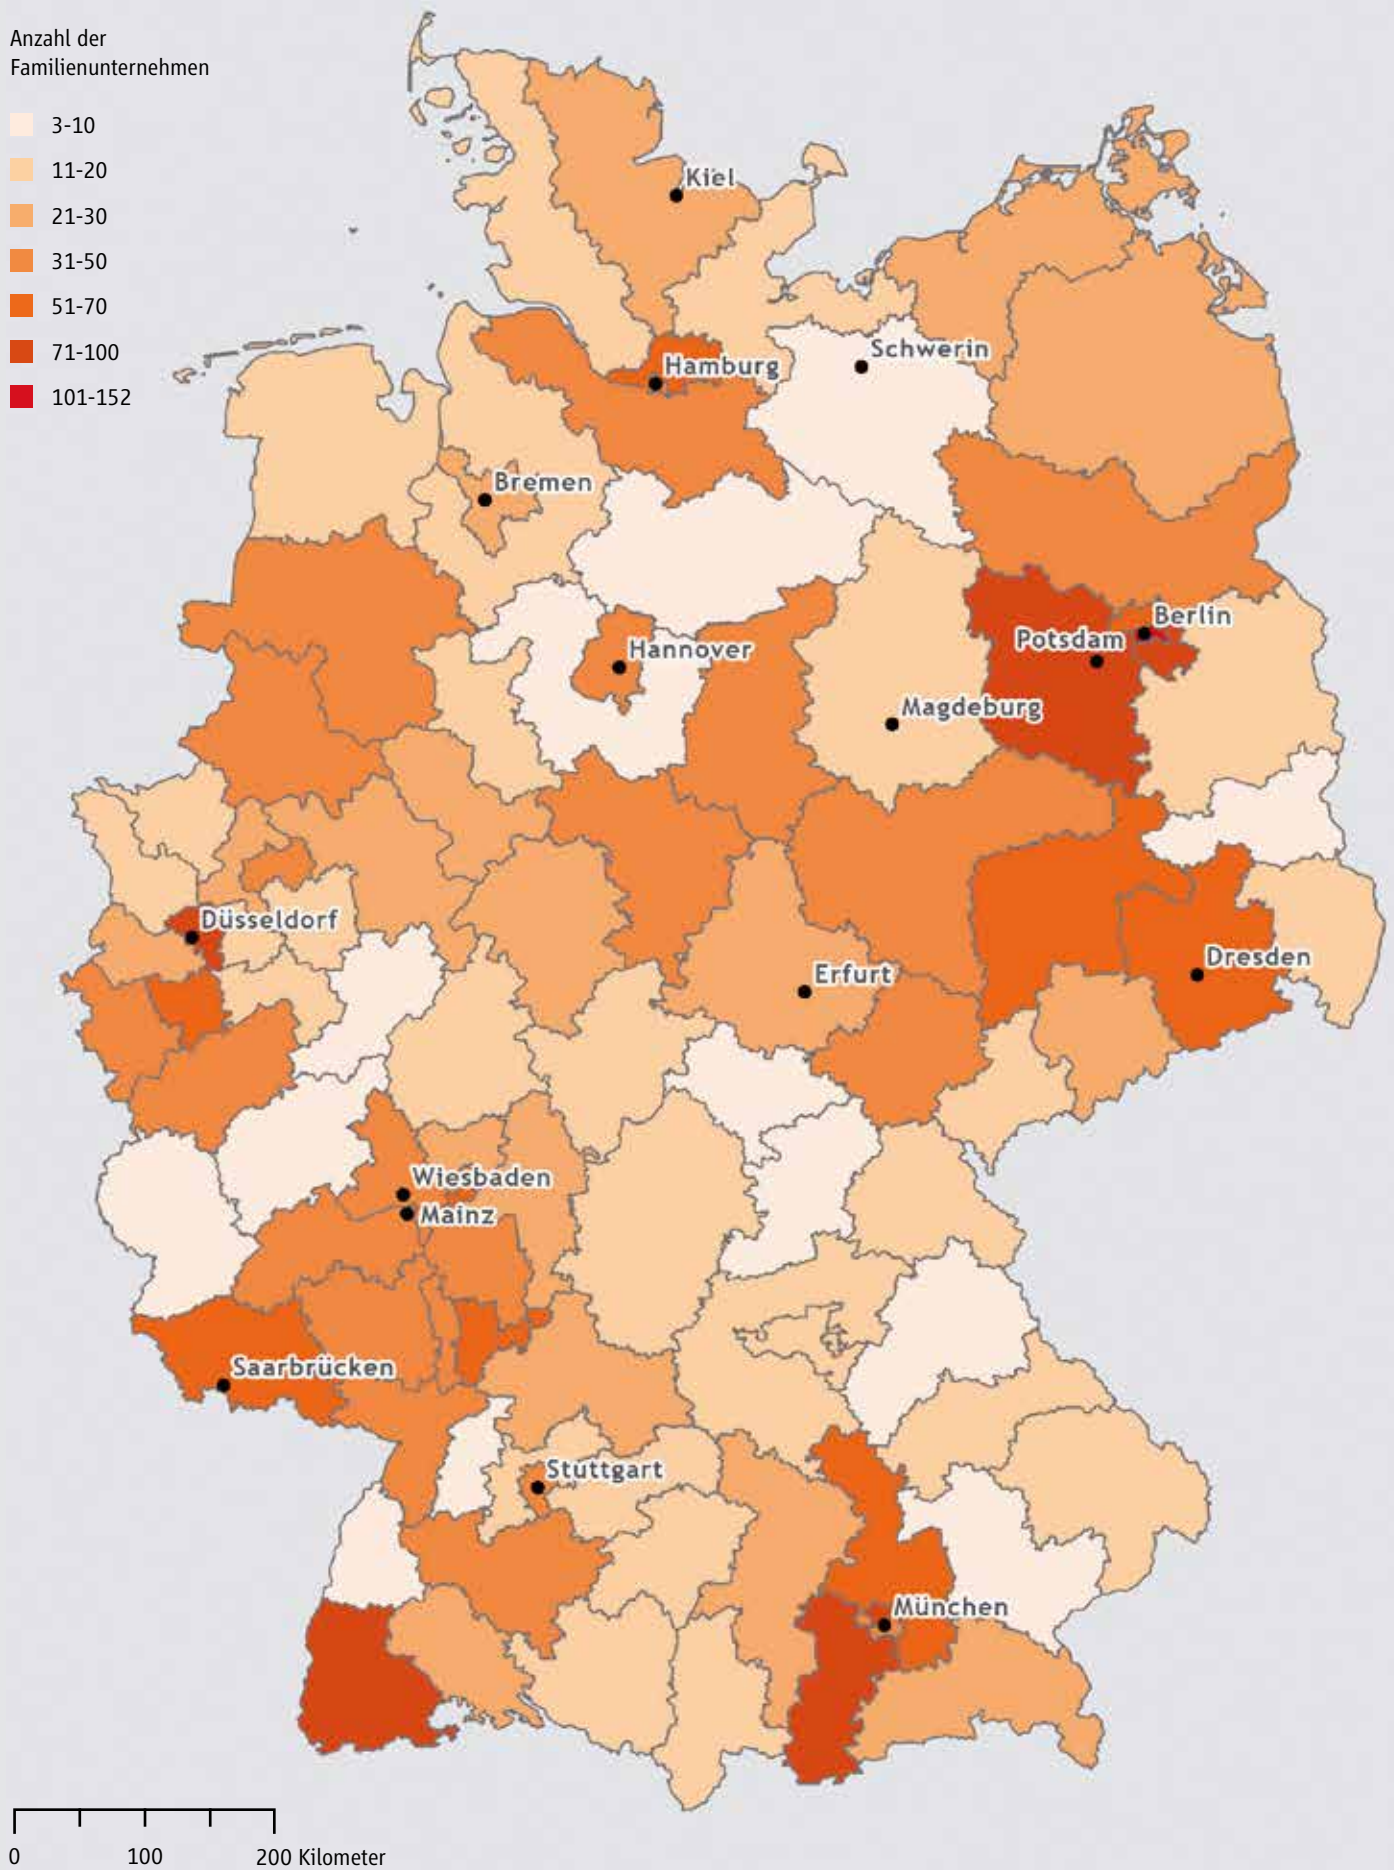 Anzahl der
Familienunternehmen
3-10
11-20
21-30
31-50
51-70
71-100
101-152
Kiel
Schwerin
Hamburg
Bremen
Berlin
Potsdam
Hannover
Magdeburg
Düsseldorf
Dresden
Erfurt
Wiesbaden
Mainz
Saarbrücken
Stuttgart
München
0 100 200 Kilometer